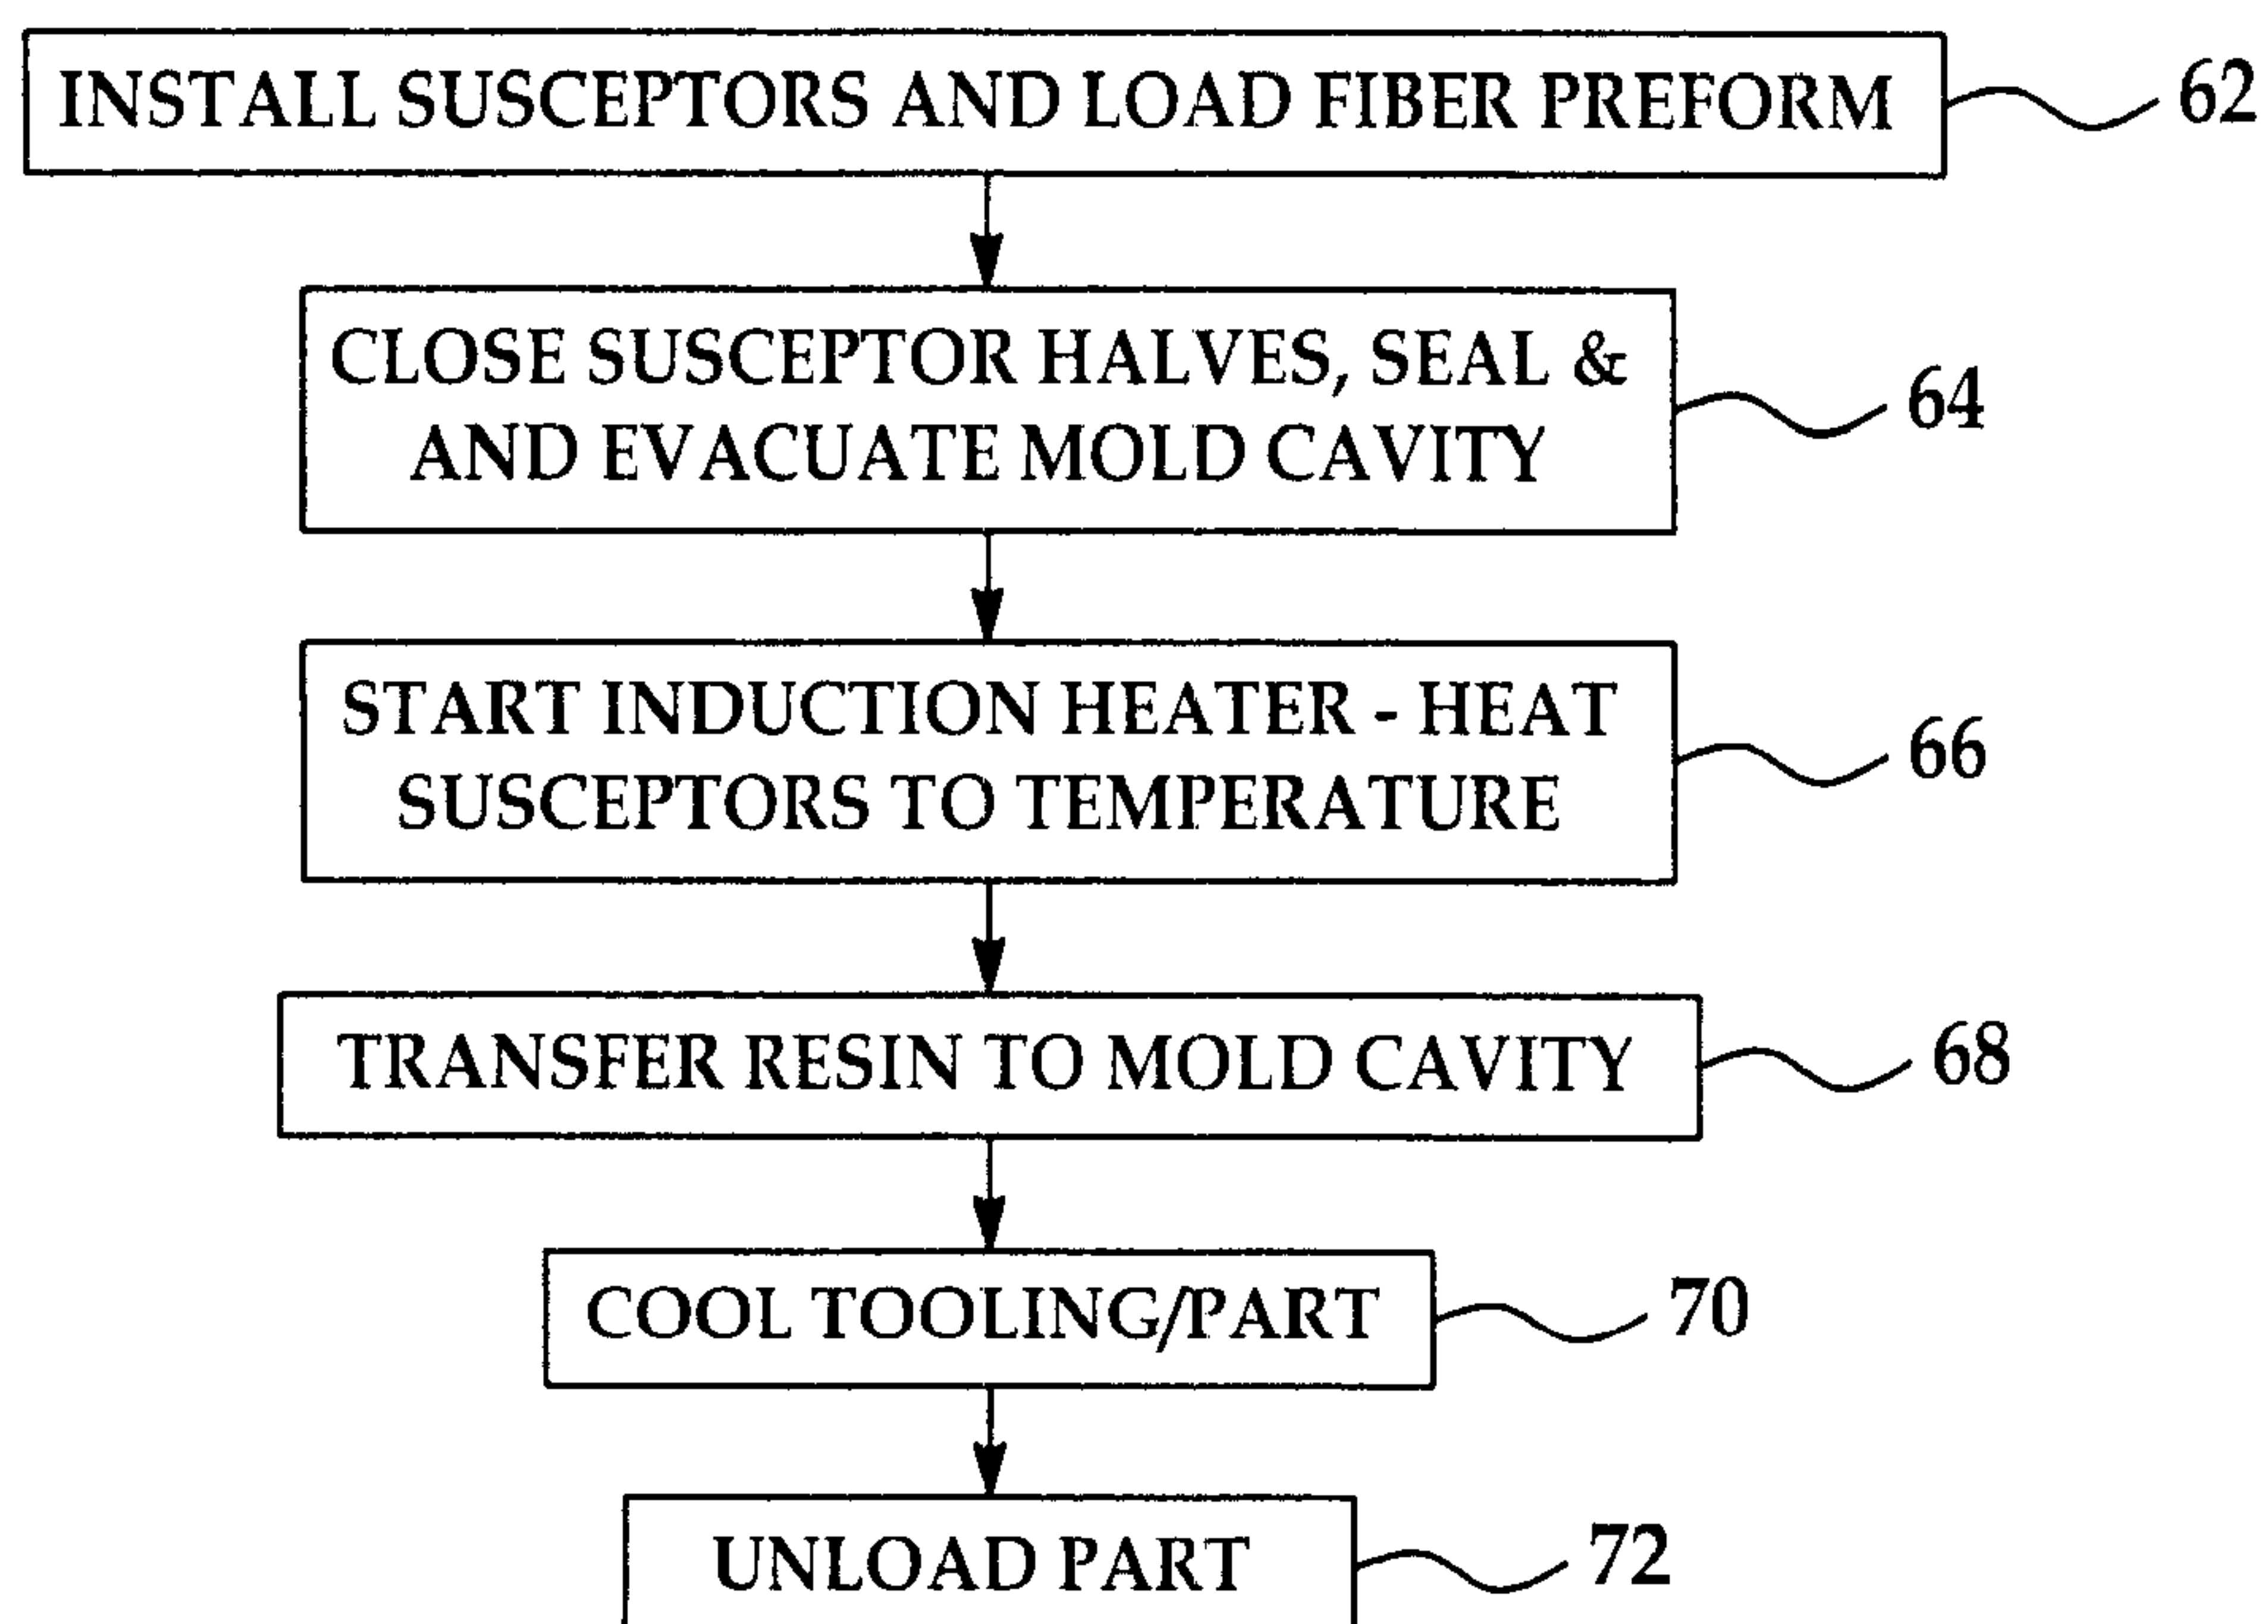 INSTALL SUSCEPTORS AND LOAD FIBER PREFORM
62
CLOSE SUSCEPTOR HALVES, SEAL &
AND EVACUATE MOLD CAVITY
64
START INDUCTION HEATER - HEAT
SUSCEPTORS TO TEMPERATURE
66
TRANSFER RESIN TO MOLD CAVITY
68
COOL TOOLING/PART
70
UNLOAD PART
72